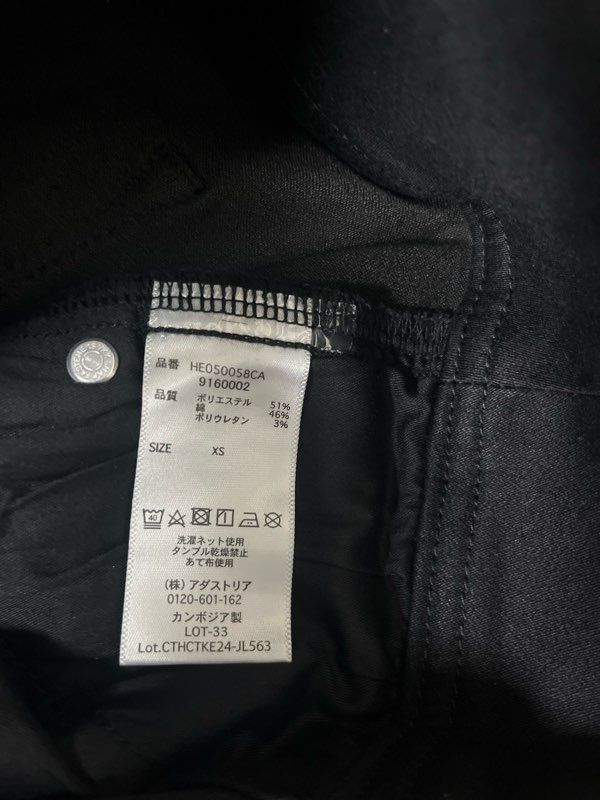 品番 HE050058CA
9160002
品質 ポリエステル 51%
綿 46%
ポリウレタン 3%
SIZE XS
40
洗濯ネット使用
タンブル乾燥禁止
あて布使用
(株)アダストリア
0120-601-162
カンボジア製
LOT-33
Lot.CTHCTKE24-JL563